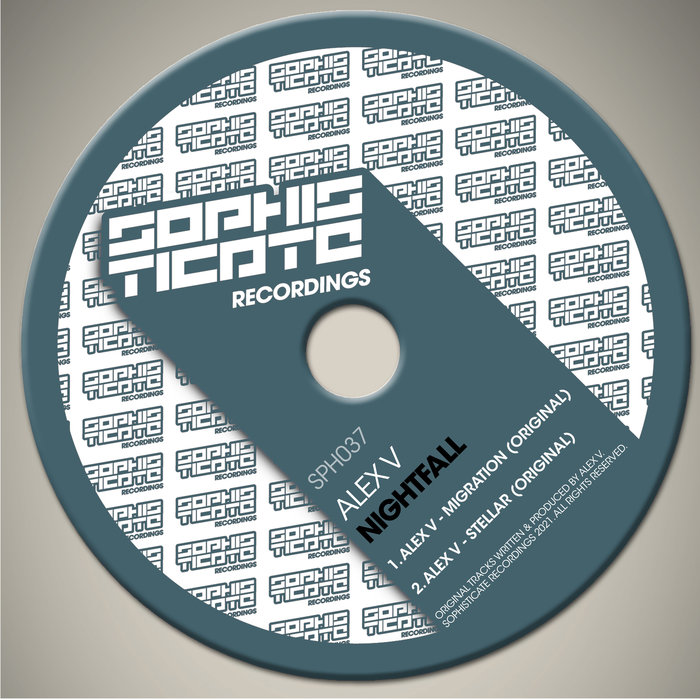 SOPHIS
TICATE
RECORDINGS
SPH037
ALEX V
NIGHTFALL
1. ALEX V - MIGRATION (ORIGINAL)
2. ALEX V - STELLAR (ORIGINAL)
ORIGINAL TRACKS WRITTEN & PRODUCED BY ALEX V.
SOPHISTICATE RECORDINGS 2021. ALL RIGHTS RESERVED.